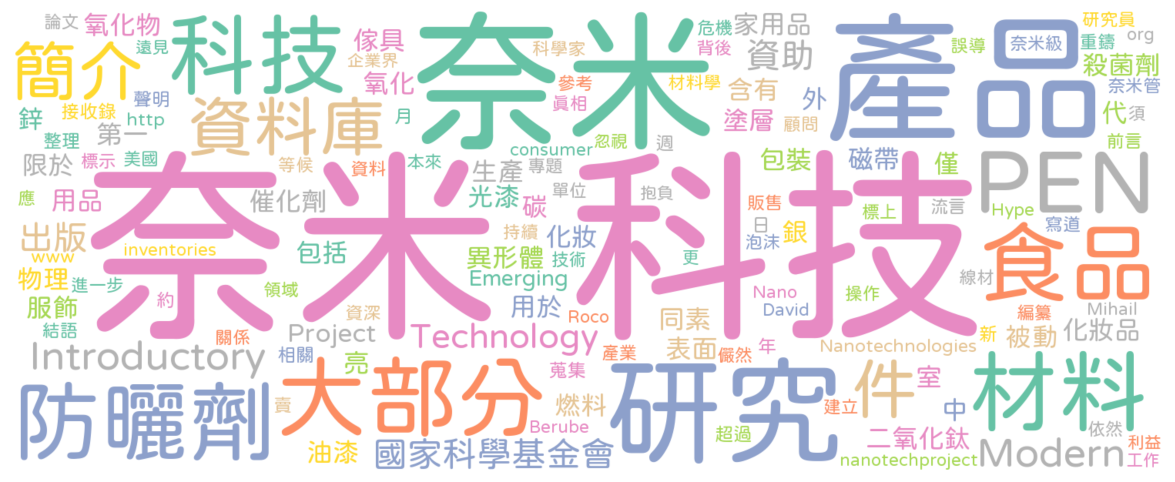 論文
氧化物
科技
奈米
危機
家用品
產品
研究員
org
遠見
傢具
科學家
背後
資助
誤導
奈米級
重鑄
簡介
企業界
殺菌劑
接收錄
聲明
資料庫
氧化
參考
材料學
含有
外
奈米管
鋅
http
第一
月
眞相
塗層
顧問
代
須
整理
consumer
忽視
週
前言
限於
標示
美國
等候
資料
本來
生產
專題
包裝
磁帶
僅
PEN
應
用品
催化劑
光漆
碳
單位
抱負
販售
標上
流言
Hype
奈米科技
出版
www
inventories
包括
持續
化妝
日
泡沫
銀
寫道
食品
物理
進一步
異形體
技術
更
線材
服飾
約
領域
Emerging
用於
Nano
David
操作
編纂
Mihail
結語
關係
資深
Roco
同素
新
被動
化妝品
Introductory
Project
Technology
表面
產業
儼然
年
Nanotechnologies
相關
亮
蒐集
防曬劑
大部分
研究
件
室
材料
賣
燃料
建立
中
依然
Berube
油漆
國家科學基金會
超過
二氧化鈦
nanotechproject
Modern
利益
工作